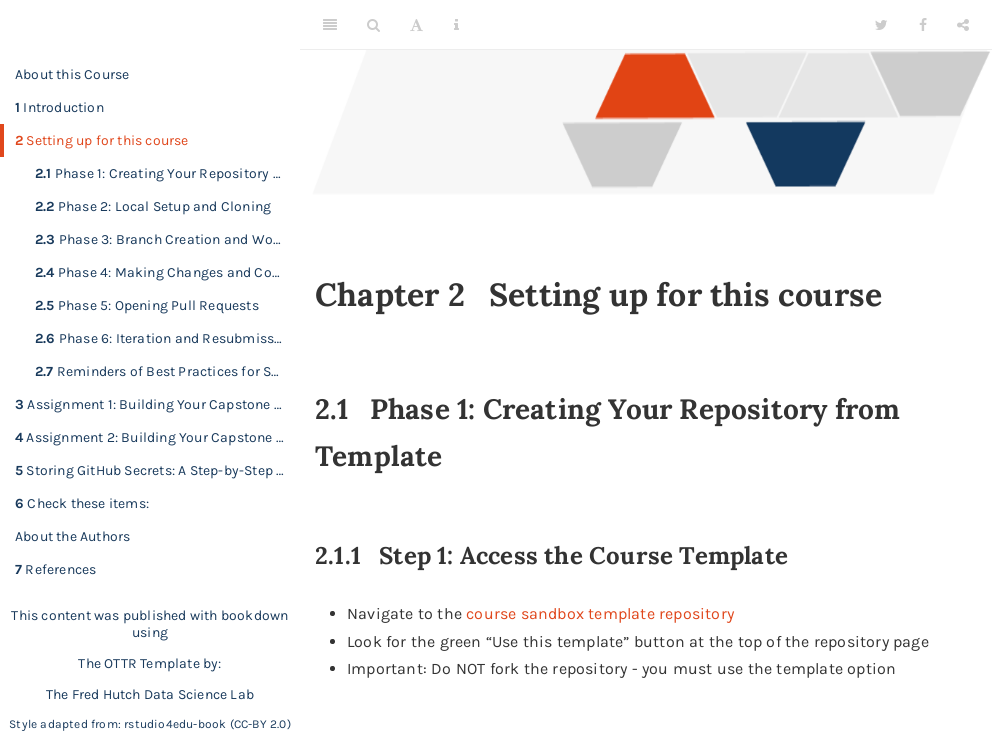 About this Course
1 Introduction
2 Setting up for this course
2.1 Phase 1: Creating Your Repository ...
2.2 Phase 2: Local Setup and Cloning
2.3 Phase 3: Branch Creation and Wo...
2.4 Phase 4: Making Changes and Co...
2.5 Phase 5: Opening Pull Requests
2.6 Phase 6: Iteration and Resubmiss...
2.7 Reminders of Best Practices for S...
3 Assignment 1: Building Your Capstone ...
4 Assignment 2: Building Your Capstone ...
5 Storing GitHub Secrets: A Step-by-Step ...
6 Check these items:
About the Authors
7 References
This content was published with bookdown
using
The OTTR Template by:
The Fred Hutch Data Science Lab
Style adapted from: rstudio4edu-book (CC-BY 2.0)
Chapter 2 Setting up for this course
2.1 Phase 1: Creating Your Repository from
Template
2.1.1 Step 1: Access the Course Template
• Navigate to the course sandbox template repository
• Look for the green “Use this template” button at the top of the repository page
• Important: Do NOT fork the repository - you must use the template option